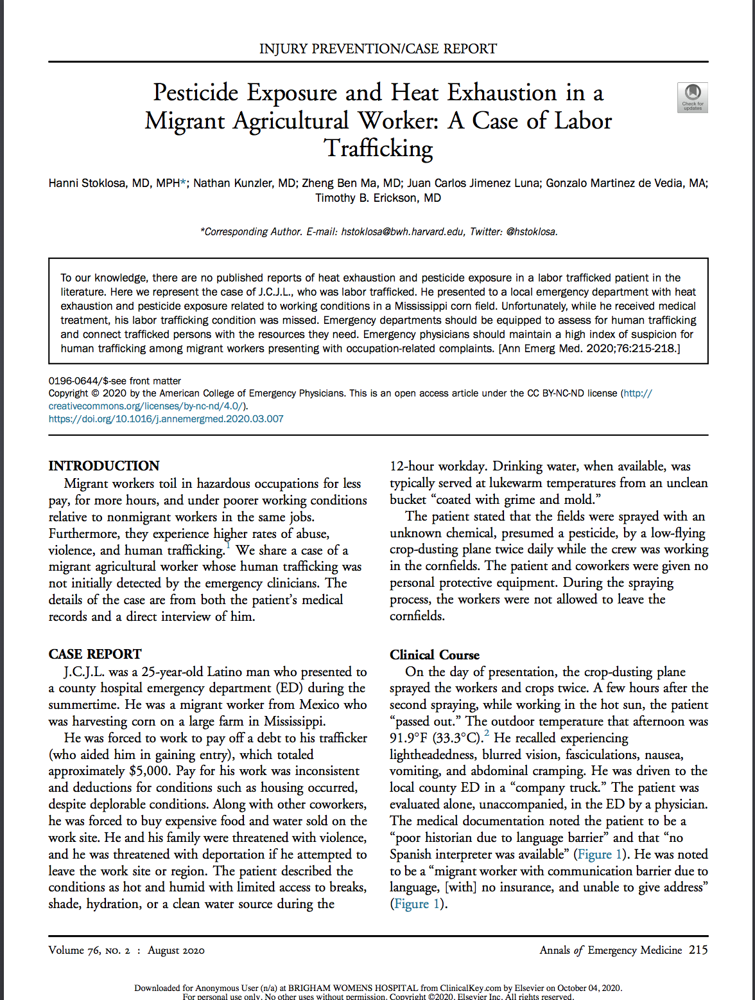 INJURY PREVENTION/CASE REPORT
Pesticide Exposure and Heat Exhaustion in a
Migrant Agricultural Worker: A Case of Labor
Trafficking
Check for
updates
Hanni Stoklosa, MD, MPH*; Nathan Kunzler, MD; Zheng Ben Ma, MD; Juan Carlos Jimenez Luna; Gonzalo Martinez de Vedia, MA;
Timothy B. Erickson, MD
*Corresponding Author. E-mail: hstoklosa@bwh.harvard.edu, Twitter: @hstoklosa.
To our knowledge, there are no published reports of heat exhaustion and pesticide exposure in a labor trafficked patient in the
literature. Here we represent the case of J.C.J.L., who was labor trafficked. He presented to a local emergency department with heat
exhaustion and pesticide exposure related to working conditions in a Mississippi corn field. Unfortunately, while he received medical
treatment, his labor trafficking condition was missed. Emergency departments should be equipped to assess for human trafficking
and connect trafficked persons with the resources they need. Emergency physicians should maintain a high index of suspicion for
human trafficking among migrant workers presenting with occupation-related complaints. [Ann Emerg Med. 2020;76:215-218.]
0196-0644/$-see front matter
Copyright © 2020 by the American College of Emergency Physicians. This is an open access article under the CC BY-NC-ND license (http://
creativecommons.org/licenses/by-nc-nd/4.0/).
https://doi.org/10.1016/j.annemergmed.2020.03.007
INTRODUCTION
Migrant workers toil in hazardous occupations for less
pay, for more hours, and under poorer working conditions
relative to nonmigrant workers in the same jobs.
Furthermore, they experience higher rates of abuse,
violence, and human trafficking.1 We share a case of a
migrant agricultural worker whose human trafficking was
not initially detected by the emergency clinicians. The
details of the case are from both the patient's medical
records and a direct interview of him.
CASE REPORT
J.C.J.L. was a 25-year-old Latino man who presented to
a county hospital emergency department (ED) during the
summertime. He was a migrant worker from Mexico who
was harvesting corn on a large farm in Mississippi.
He was forced to work to pay off a debt to his trafficker
(who aided him in gaining entry), which totaled
approximately $5,000. Pay for his work was inconsistent
and deductions for conditions such as housing occurred,
despite deplorable conditions. Along with other coworkers,
he was forced to buy expensive food and water sold on the
work site. He and his family were threatened with violence,
and he was threatened with deportation if he attempted to
leave the work site or region. The patient described the
conditions as hot and humid with limited access to breaks,
shade, hydration, or a clean water source during the
12-hour workday. Drinking water, when available, was
typically served at lukewarm temperatures from an unclean
bucket “coated with grime and mold.”
The patient stated that the fields were sprayed with an
unknown chemical, presumed a pesticide, by a low-flying
crop-dusting plane twice daily while the crew was working
in the cornfields. The patient and coworkers were given no
personal protective equipment. During the spraying
process, the workers were not allowed to leave the
cornfields.
Clinical Course
On the day of presentation, the crop-dusting plane
sprayed the workers and crops twice. A few hours after the
second spraying, while working in the hot sun, the patient
“passed out.” The outdoor temperature that afternoon was
91.9°F (33.3°C).2 He recalled experiencing
lightheadedness, blurred vision, fasciculations, nausea,
vomiting, and abdominal cramping. He was driven to the
local county ED in a “company truck.” The patient was
evaluated alone, unaccompanied, in the ED by a physician.
The medical documentation noted the patient to be a
“poor historian due to language barrier” and that “no
Spanish interpreter was available” (Figure 1). He was noted
to be a “migrant worker with communication barrier due to
language, [with] no insurance, and unable to give address”
(Figure 1).
Volume 76, NO. 2 : August 2020
Annals of Emergency Medicine 215
Downloaded for Anonymous User (n/a) at BRIGHAM WOMENS HOSPITAL from ClinicalKey.com by Elsevier on October 04, 2020.
For personal use only. No other uses without permission. Copyright ©2020. Elsevier Inc. All rights reserved.